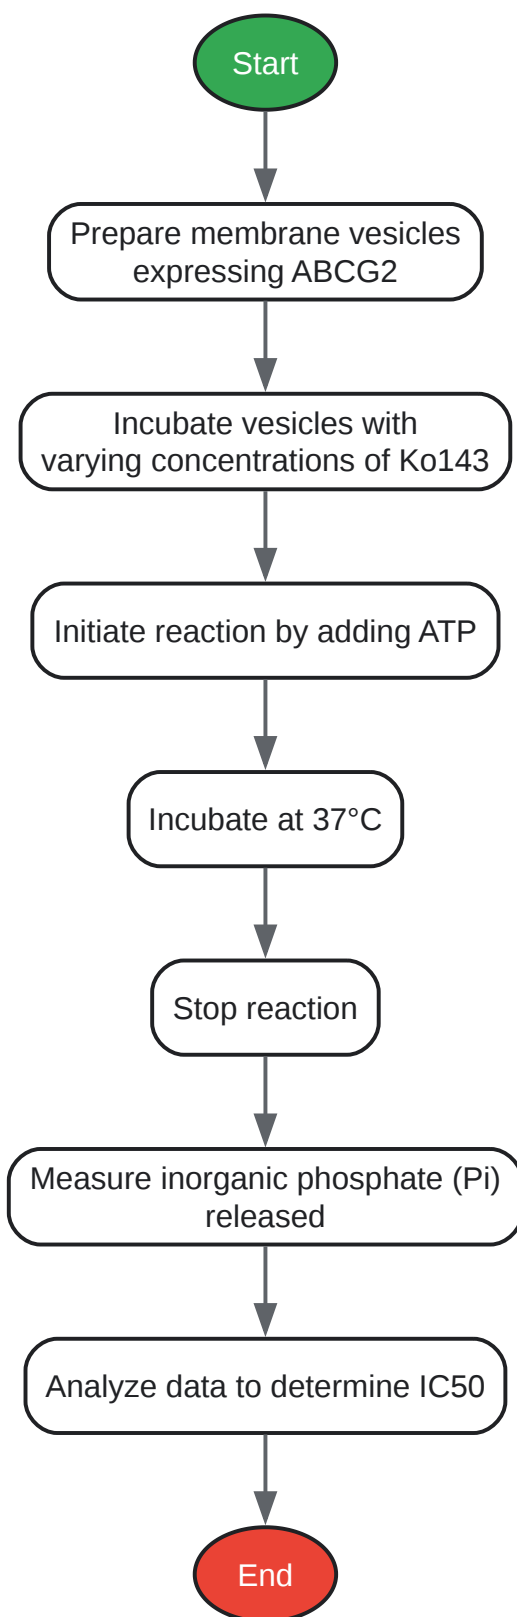 Start
Prepare membrane vesicles
expressing ABCG2
Incubate vesicles with
varying concentrations of Ko143
Initiate reaction by adding ATP
Incubate at 37°C
Stop reaction
Measure inorganic phosphate (Pi)
released
Analyze data to determine IC50
End